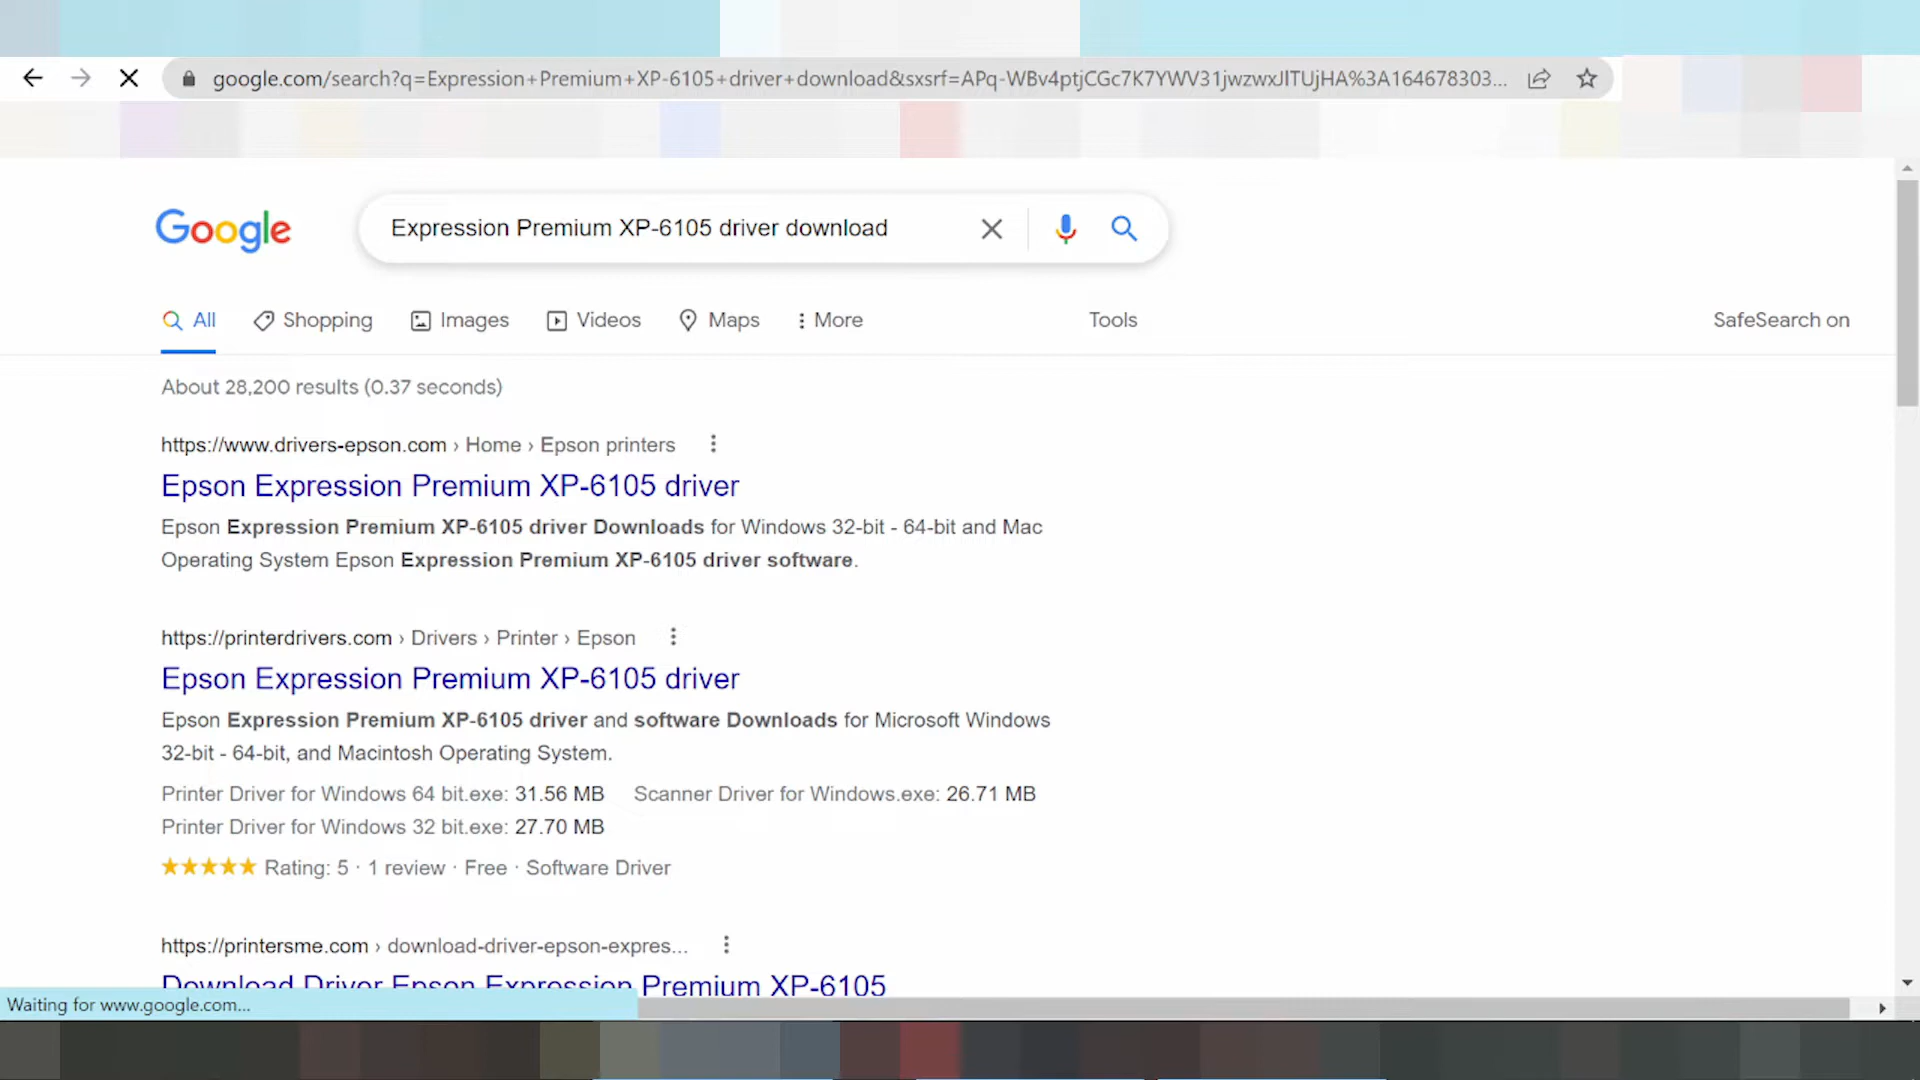 google.com/search?q=Expression+Premium+XP-6105+driver+download&sxsrf=APq-WBv4ptjCGc7K7YWV31jwzwxJITUjHA%3A164678303...
Google
Expression Premium XP-6105 driver download
All Shopping Images Videos Maps More Tools SafeSearch on
About 28,200 results (0.37 seconds)
https://www.drivers-epson.com › Home › Epson printers
Epson Expression Premium XP-6105 driver
Epson Expression Premium XP-6105 driver Downloads for Windows 32-bit - 64-bit and Mac
Operating System Epson Expression Premium XP-6105 driver software.
https://printerdrivers.com › Drivers › Printer › Epson
Epson Expression Premium XP-6105 driver
Epson Expression Premium XP-6105 driver and software Downloads for Microsoft Windows
32-bit - 64-bit, and Macintosh Operating System.
Printer Driver for Windows 64 bit.exe: 31.56 MB Scanner Driver for Windows.exe: 26.71 MB
Printer Driver for Windows 32 bit.exe: 27.70 MB
Rating: 5 · 1 review · Free · Software Driver
https://printersme.com › download-driver-epson-expres...
Download Driver Epson Expression Premium XP-6105
Waiting for www.google.com...